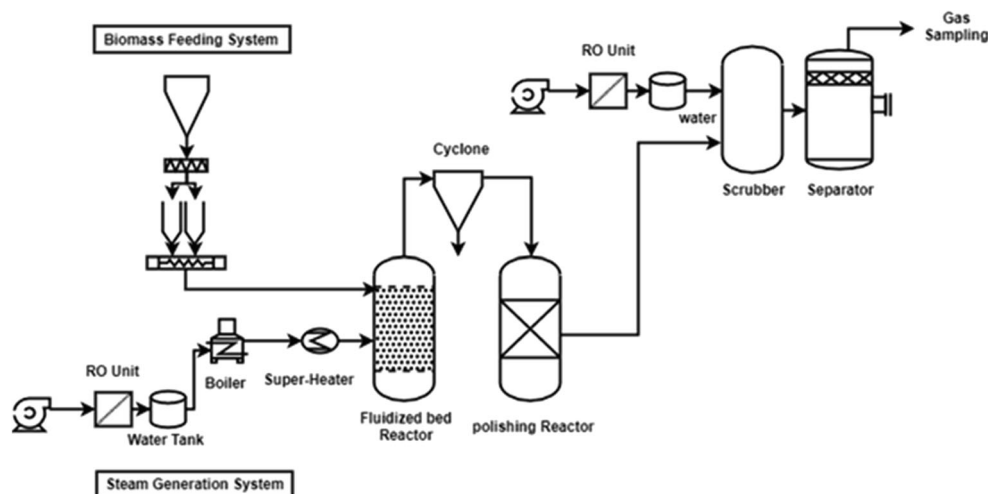 Biomass Feeding System
Gas
Sampling
RO Unit
water
Cyclone
Scrubber
Separator
RO Unit
Boiler
Super-Heater
Water Tank
Fluidized bed
Reactor
polishing Reactor
Steam Generation System